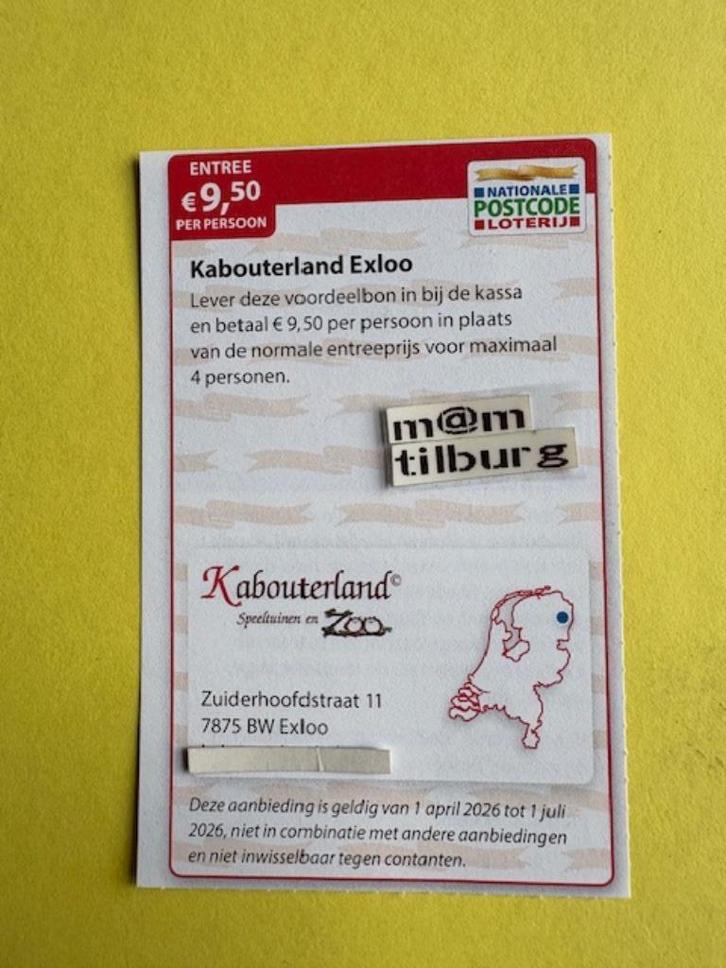 ENTREE
€ 9,50
PER PERSOON
NATIONALE
POSTCODE
LOTERIJ
Kabouterland Exloo
Lever deze voordeelbon in bij de kassa
en betaal € 9,50 per persoon in plaats
van de normale entreeprijs voor maximaal
4 personen.
m@m
tilburg
Kabouterland©
Speeltuinen en Zoo
Zuiderhoofdstraat 11
7875 BW Exloo
Deze aanbieding is geldig van 1 april 2026 tot 1 juli
2026, niet in combinatie met andere aanbiedingen
en niet inwisselbaar tegen contanten.